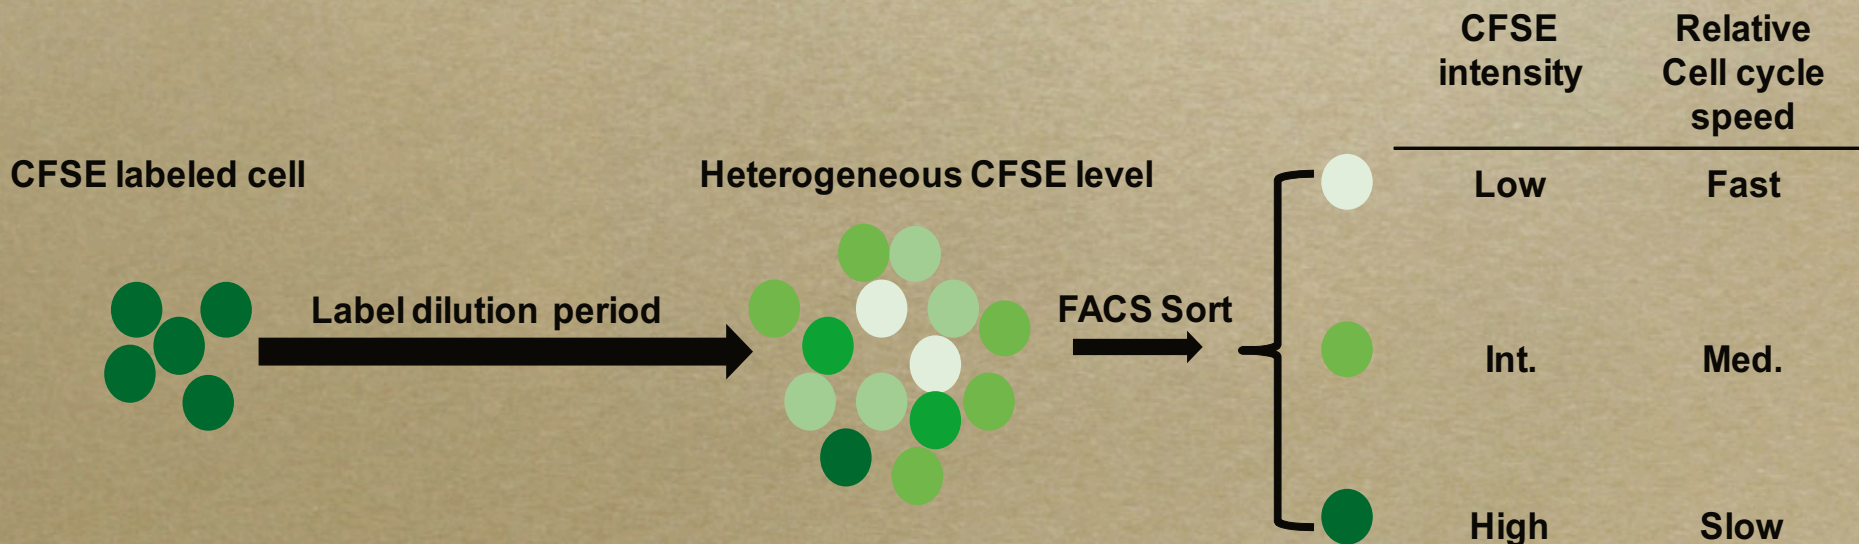 CFSE labeled cell
Label dilution period
Heterogeneous CFSE level
FACS Sort
CFSE
intensity
Relative
Cell cycle
speed
Low
Fast
Int.
Med.
High
Slow